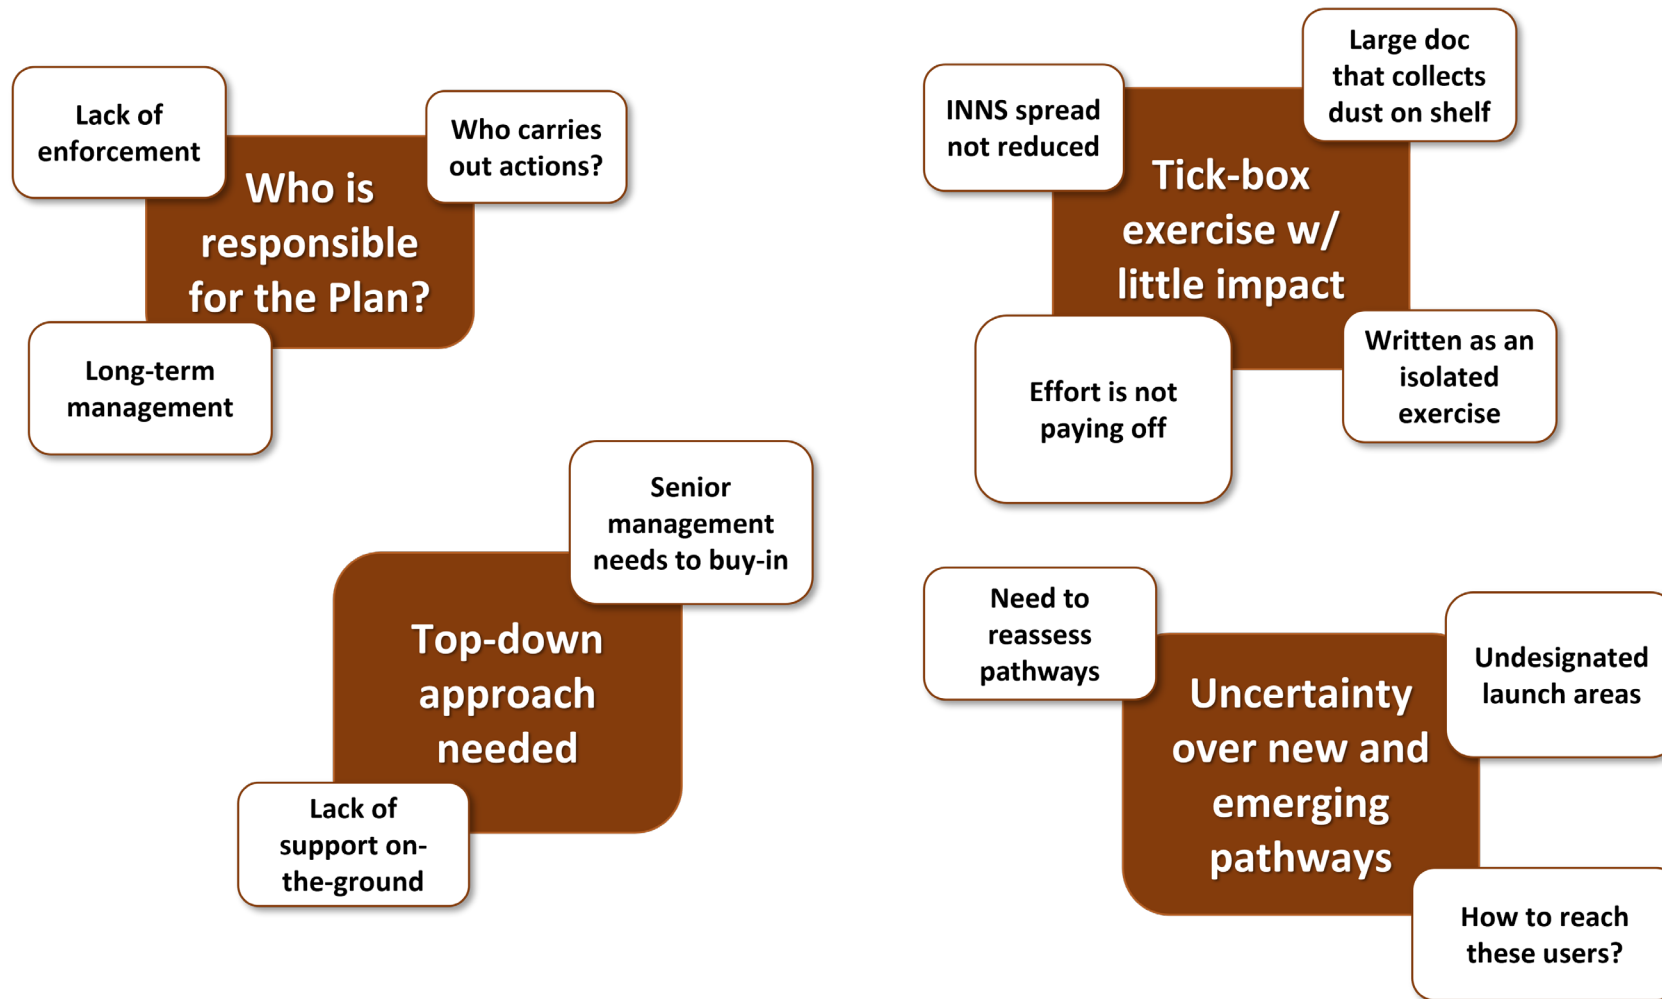 Lack of
enforcement
Who carries
out actions?
Who is
responsible
for the Plan?
Long-term
management
Large doc
that collects
dust on shelf
INNS spread
not reduced
Tick-box
exercise w/
little impact
Effort is not
paying off
Written as an
isolated
exercise
Senior
management
needs to buy-in
Top-down
approach
needed
Lack of
support on-
the-ground
Need to
reassess
pathways
Undesignated
launch areas
Uncertainty
over new and
emerging
pathways
How to reach
these users?